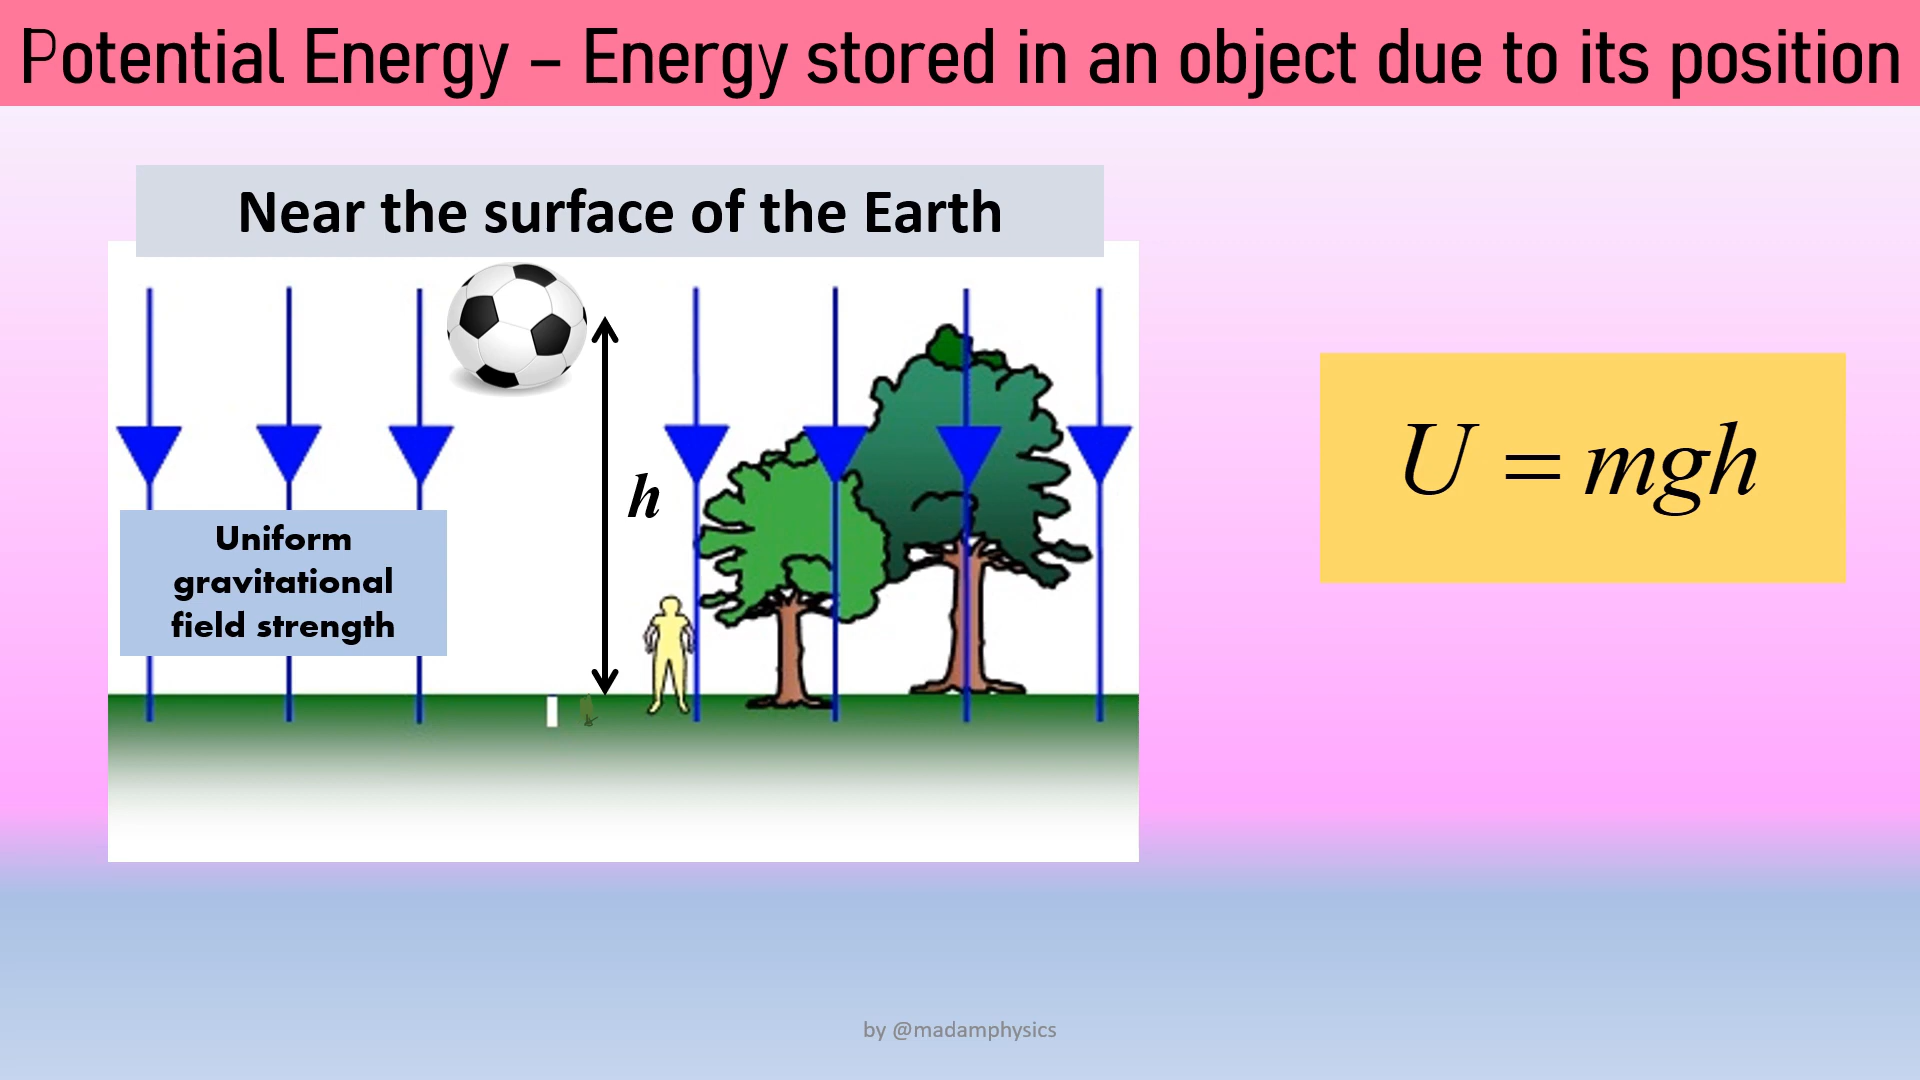 Potential Energy – Energy stored in an object due to its position
Near the surface of the Earth
h
Uniform
gravitational
field strength
U = mgh
by @madamphysics